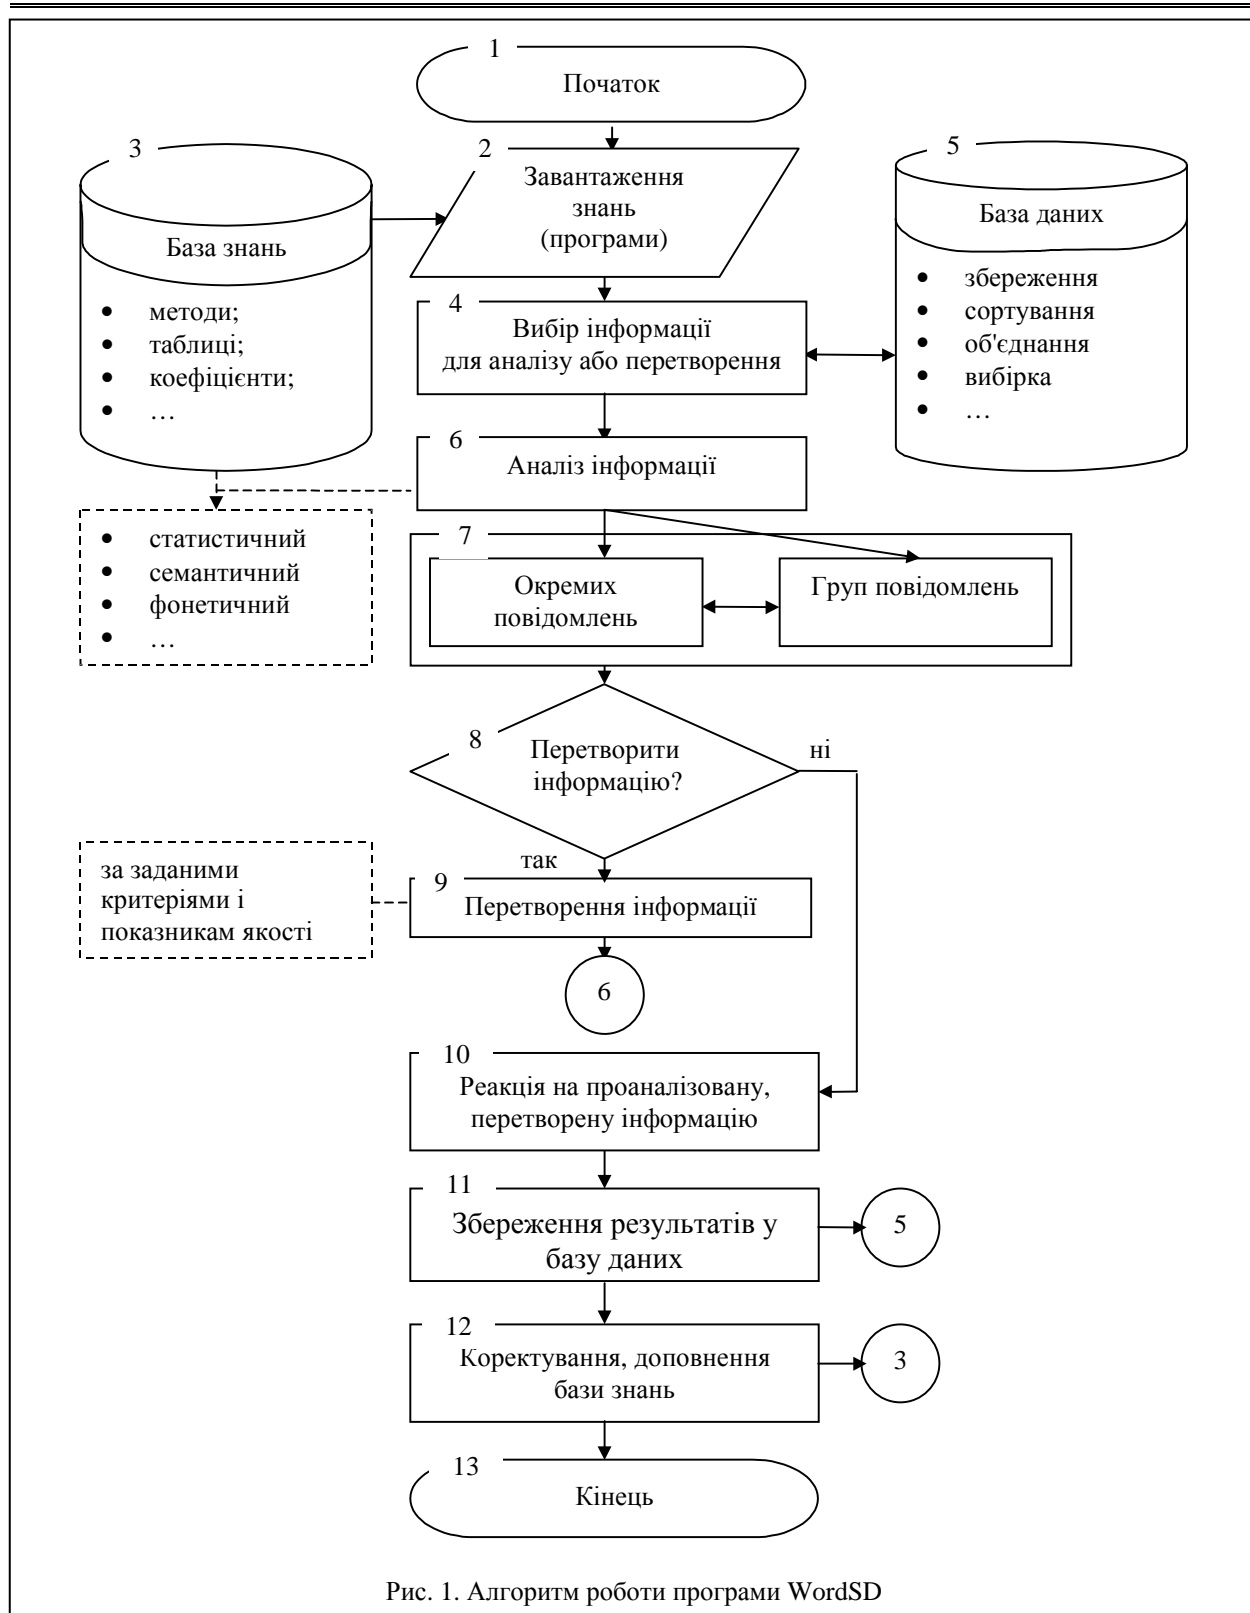 1
Початок
2
Завантаження
знань
(програми)
3
База знань
• методи;
• таблиці;
• коефіцієнти;
• …
5
База даних
• збереження
• сортування
• об'єднання
• вибірка
• …
4
Вибір інформації
для аналізу або перетворення
6
Аналіз інформації
• статистичний
• семантичний
• фонетичний
• …
7
Окремих
повідомлень
Груп повідомлень
8
Перетворити
інформацію?
ні
так
за заданими
критеріями і
показникам якості
9
Перетворення інформації
6
10
Реакція на проаналізовану,
перетворену інформацію
11
Збереження результатів у
базу даних
5
12
Коректування, доповнення
бази знань
3
13
Кінець
Рис. 1. Алгоритм роботи програми WordSD